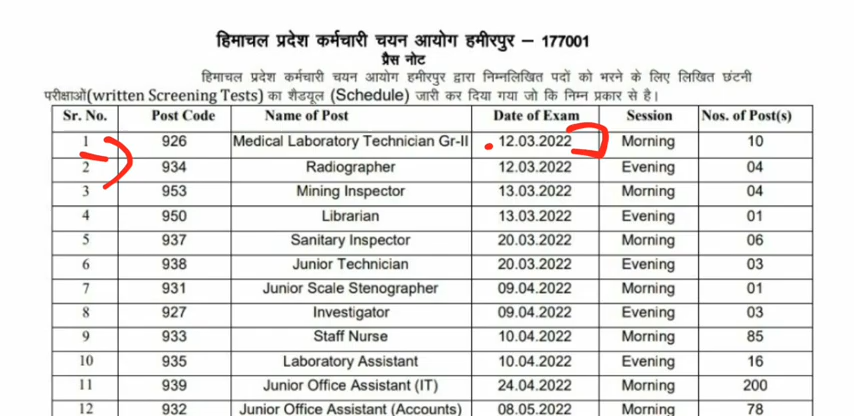 हिमाचल प्रदेश कर्मचारी चयन आयोग हमीरपुर – 177001
प्रैस नोट
हिमाचल प्रदेश कर्मचारी चयन आयोग हमीरपुर द्वारा निम्नलिखित पदों को भरने के लिए लिखित छंटनी
परीक्षाओं(written Screening Tests) का शैडयूल (Schedule) जारी कर दिया गया जो कि निम्न प्रकार से है।
Sr. No. Post Code Name of Post Date of Exam Session Nos. of Post(s)
1 926 Medical Laboratory Technician Gr-II 12.03.2022 Morning 10
2 934 Radiographer 12.03.2022 Evening 04
3 953 Mining Inspector 13.03.2022 Morning 04
4 950 Librarian 13.03.2022 Evening 01
5 937 Sanitary Inspector 20.03.2022 Morning 06
6 938 Junior Technician 20.03.2022 Evening 03
7 931 Junior Scale Stenographer 09.04.2022 Morning 01
8 927 Investigator 09.04.2022 Evening 03
9 933 Staff Nurse 10.04.2022 Morning 85
10 935 Laboratory Assistant 10.04.2022 Evening 16
11 939 Junior Office Assistant (IT) 24.04.2022 Morning 200
12 932 Junior Office Assistant (Accounts) 08.05.2022 Morning 78